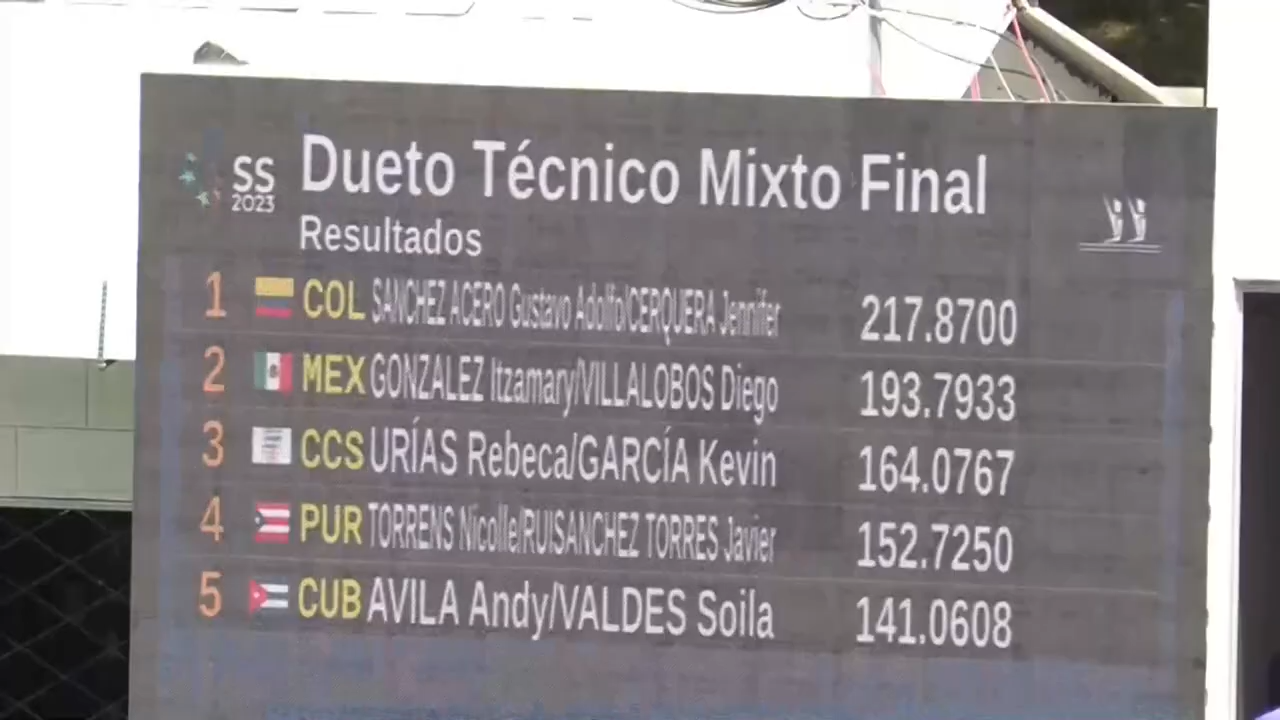 SS
2023
Dueto Técnico Mixto Final
Resultados
1 COL SANCHEZ ACERO Gustavo Adolfo/CERQUERA Jennifer 217.8700
2 MEX GONZALEZ Itzamary/VILLALOBOS Diego 193.7933
3 CCS URÍAS Rebeca/GARCÍA Kevin 164.0767
4 PUR TORRENS Nicolle/RUISANCHEZ TORRES Javier 152.7250
5 CUB AVILA Andy/VALDES Soila 141.0608